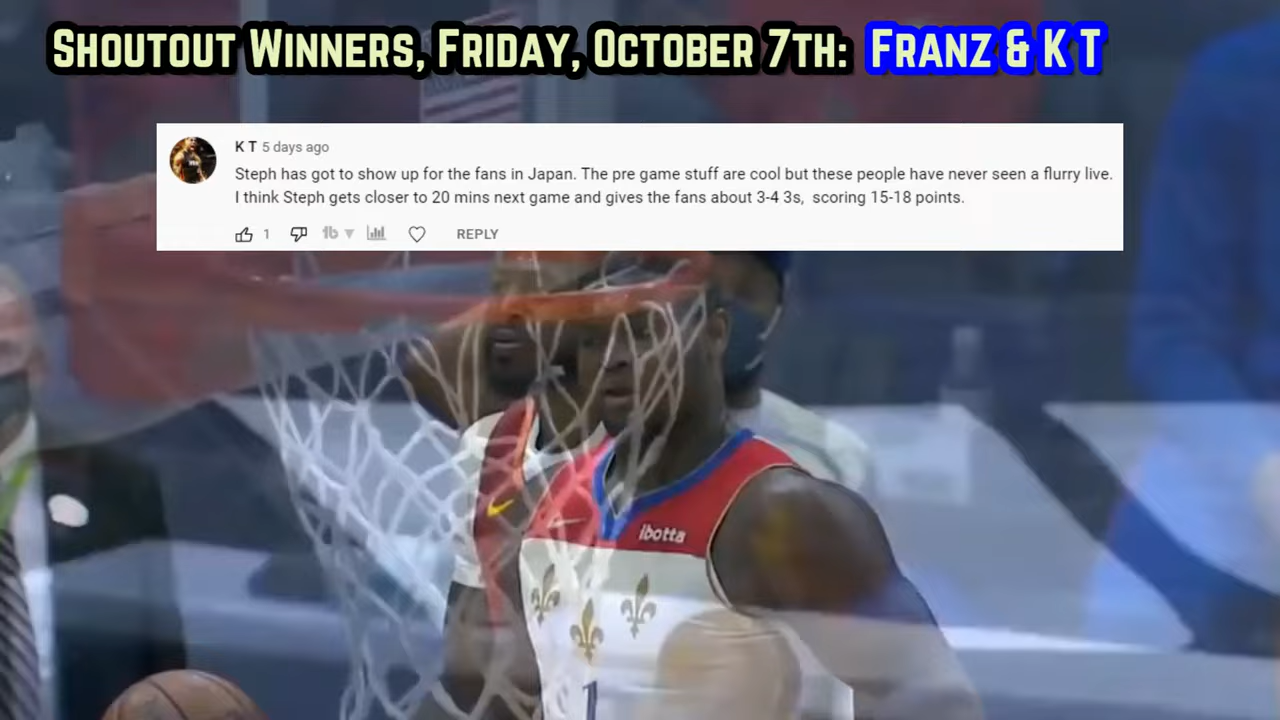 Shoutout Winners, Friday, October 7th: Franz & K T
K T 5 days ago
Steph has got to show up for the fans in Japan. The pre game stuff are cool but these people have never seen a flurry live.
I think Steph gets closer to 20 mins next game and gives the fans about 3-4 3s, scoring 15-18 points.
1 tb REPLY
ibotta
1